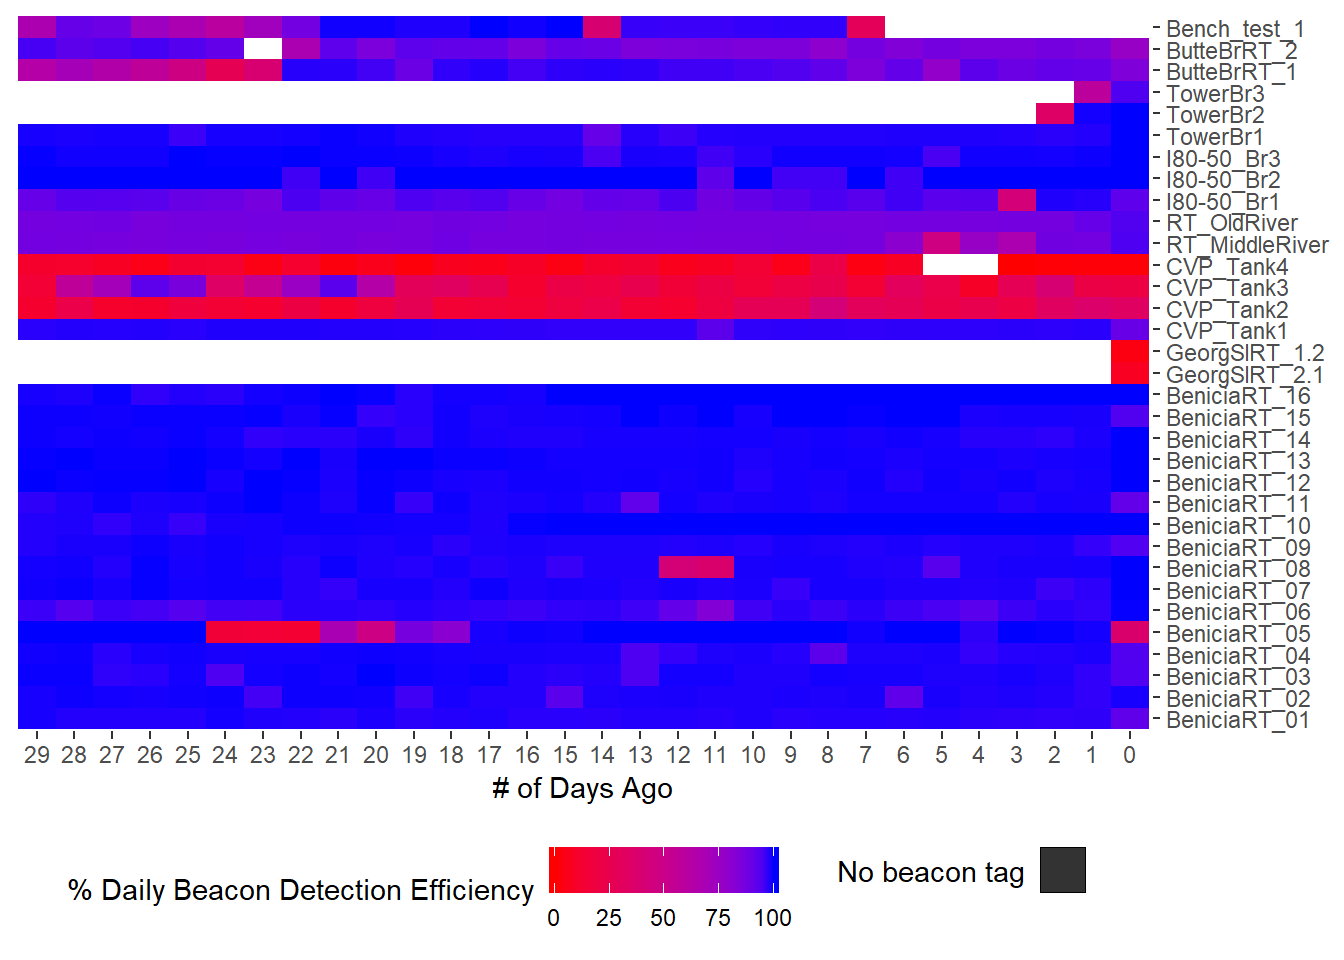 Bench_test_1
ButteBrRT_2
ButteBrRT_1
TowerBr3
TowerBr2
TowerBr1
I80-50_Br3
I80-50_Br2
I80-50_Br1
RT_OldRiver
RT_MiddleRiver
CVP_Tank4
CVP_Tank3
CVP_Tank2
CVP_Tank1
GeorgSlRT_1.2
GeorgSlRT_2.1
BeniciaRT_16
BeniciaRT_15
BeniciaRT_14
BeniciaRT_13
BeniciaRT_12
BeniciaRT_11
BeniciaRT_10
BeniciaRT_09
BeniciaRT_08
BeniciaRT_07
BeniciaRT_06
BeniciaRT_05
BeniciaRT_04
BeniciaRT_03
BeniciaRT_02
BeniciaRT_01
29 28 27 26 25 24 23 22 21 20 19 18 17 16 15 14 13 12 11 10 9 8 7 6 5 4 3 2 1 0
# of Days Ago
% Daily Beacon Detection Efficiency
0 25 50 75 100
No beacon tag